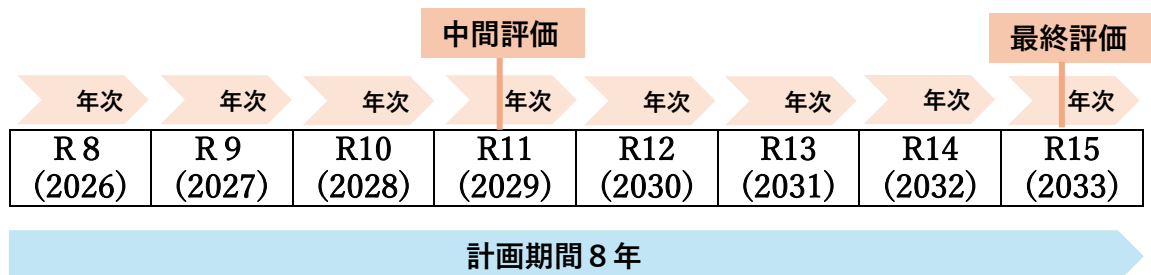 中間評価
最終評価
年次 年次 年次 年次 年次 年次 年次 年次
R８ R９ R10 R11 R12 R13 R14 R15
(2026) (2027) (2028) (2029) (2030) (2031) (2032) (2033)
計画期間８年